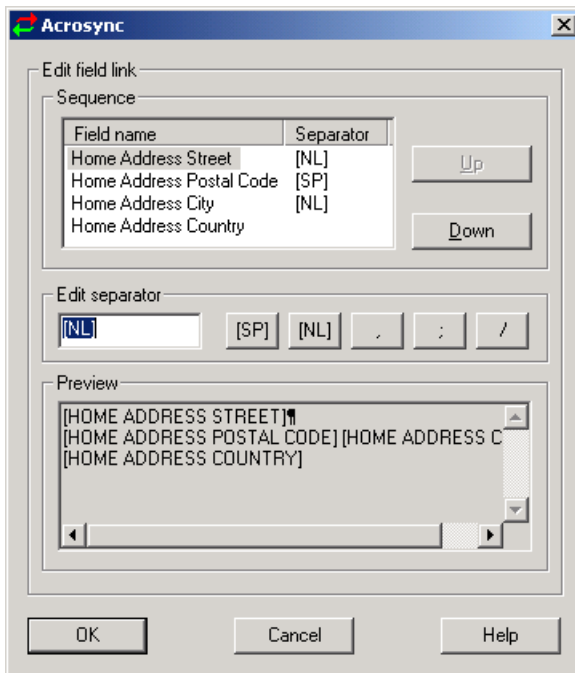 Acrosync
Edit field link
Sequence
Field name Separator
Home Address Street [NL]
Home Address Postal Code [SP]
Home Address City [NL]
Home Address Country
Up
Down
Edit separator
[NL] [SP] [NL] , ; /
Preview
[HOME ADDRESS STREET]¶
[HOME ADDRESS POSTAL CODE] [HOME ADDRESS C
[HOME ADDRESS COUNTRY]
OK Cancel Help